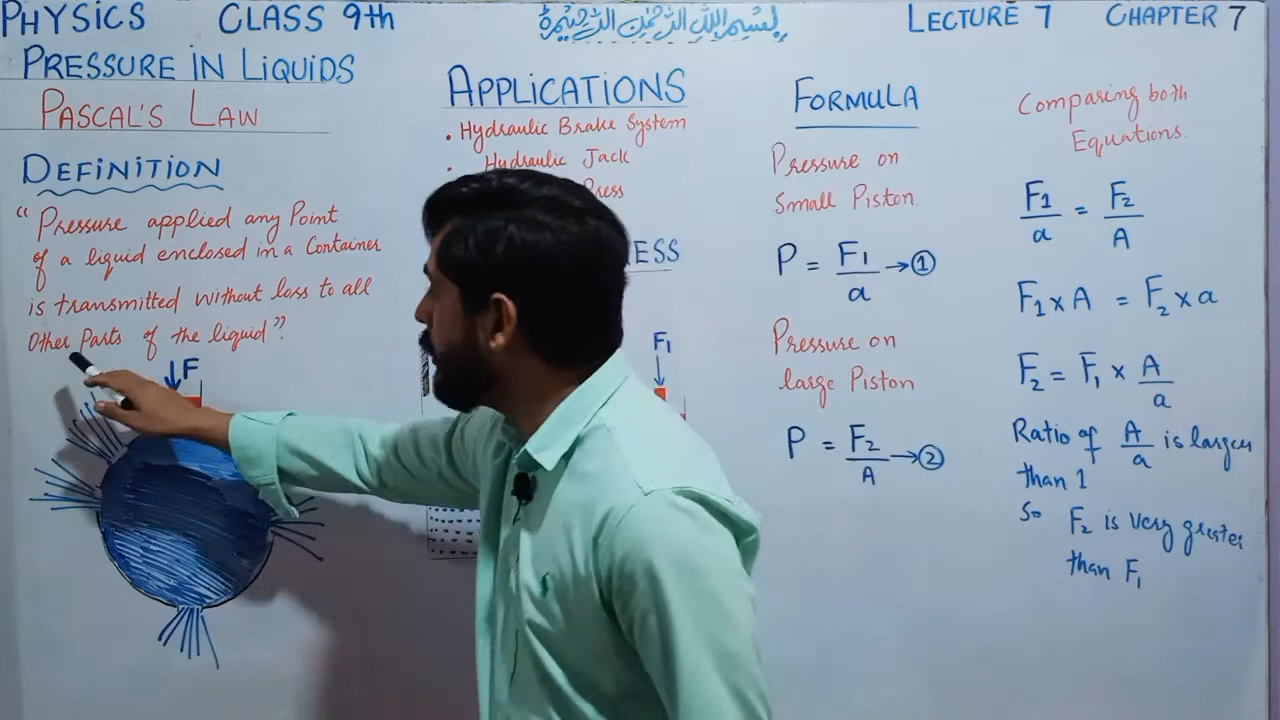 PHYSICS CLASS 9th
بسم اللہ الرحمٰن الرحیم
LECTURE 7 CHAPTER 7
PRESSURE IN LIQUIDS
PASCAL'S LAW
DEFINITION
"Pressure applied any Point
of a liquid enclosed in a Container
is transmitted without loss to all
Other Parts of the liquid"
↓F
APPLICATIONS
• Hydraulic Brake System
• Hydraulic Jack
Press
ESS
F₁
FORMULA
Pressure on
Small Piston.
P = F₁/a → ①
Pressure on
large Piston
P = F₂/A → ②
Comparing both
Equations.
F₁/a = F₂/A
F₁ x A = F₂ x a
F₂ = F₁ x A/a
Ratio of A/a is larger
than 1
So F₂ is very greater
than F₁